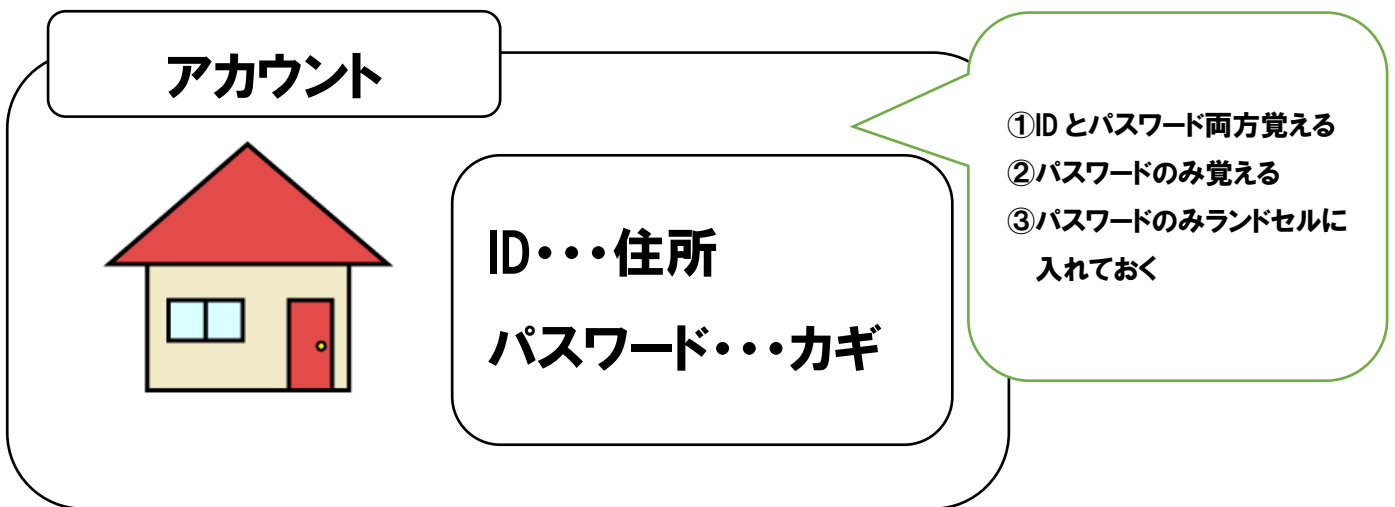 アカウント
ID・・・住所
パスワード・・・カギ
①ID とパスワード両方覚える
②パスワードのみ覚える
③パスワードのみランドセルに
入れておく